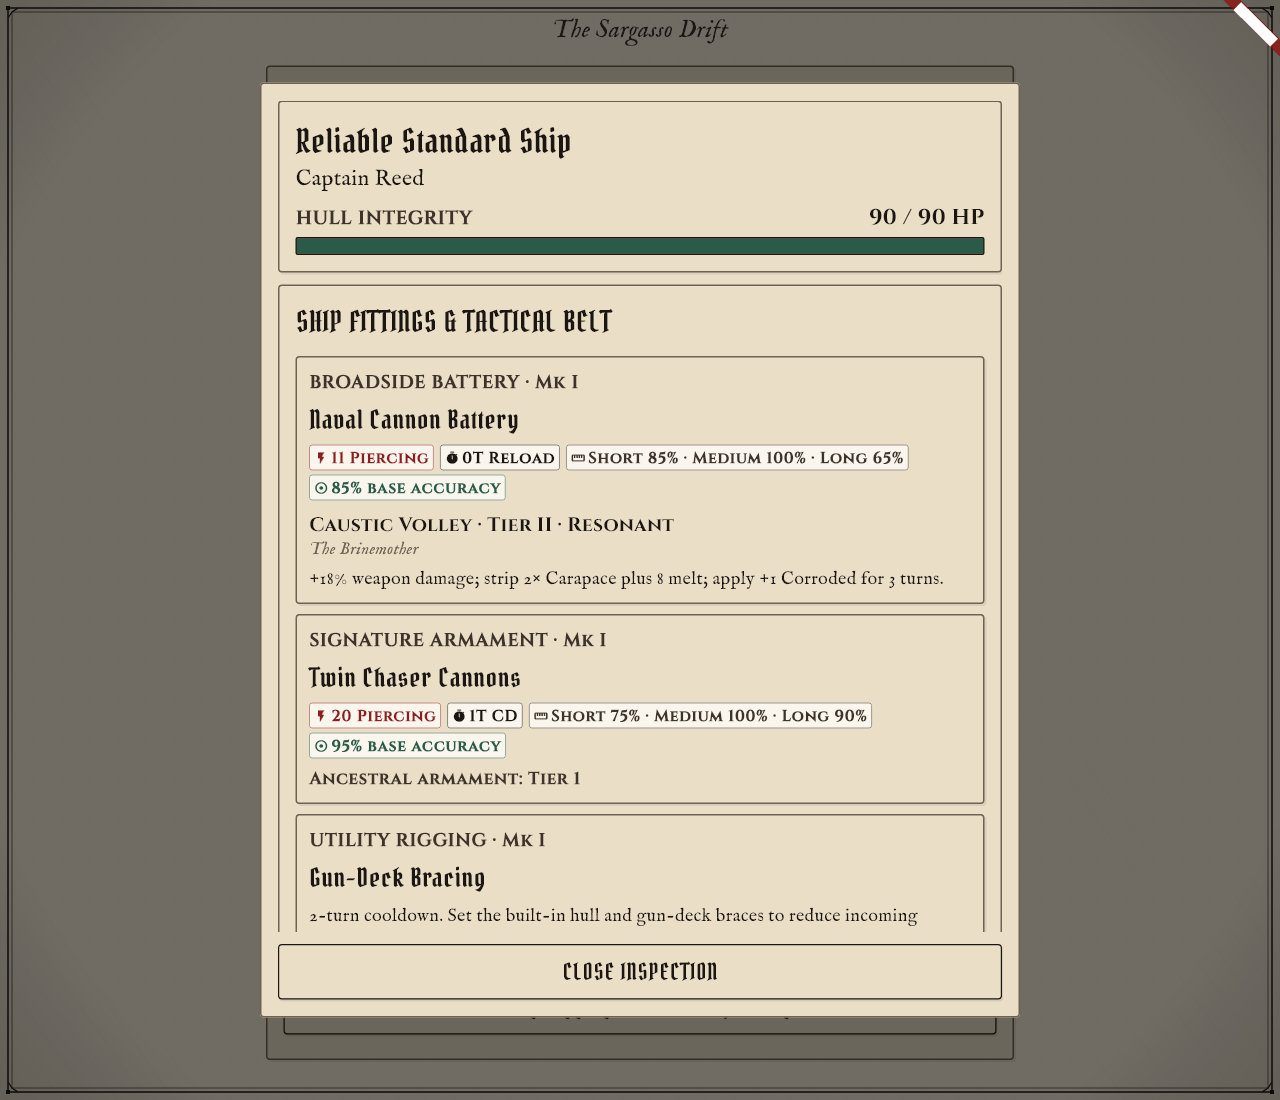 The Sargasso Drift
Reliable Standard Ship
Captain Reed
HULL INTEGRITY
90 / 90 HP
SHIP FITTINGS & TACTICAL BELT
BROADSIDE BATTERY · Mk I
Naval Cannon Battery
11 Piercing
0T Reload
Short 85% · Medium 100% · Long 65%
85% base accuracy
Caustic Volley · Tier II · Resonant
The Brinemother
+18% weapon damage; strip 2× Carapace plus 8 melt; apply +1 Corroded for 3 turns.
SIGNATURE ARMAMENT · Mk I
Twin Chaser Cannons
20 Piercing
1T CD
Short 75% · Medium 100% · Long 90%
95% base accuracy
Ancestral armament: Tier 1
UTILITY RIGGING · Mk I
Gun-Deck Bracing
2-turn cooldown. Set the built-in hull and gun-deck braces to reduce incoming
CLOSE INSPECTION